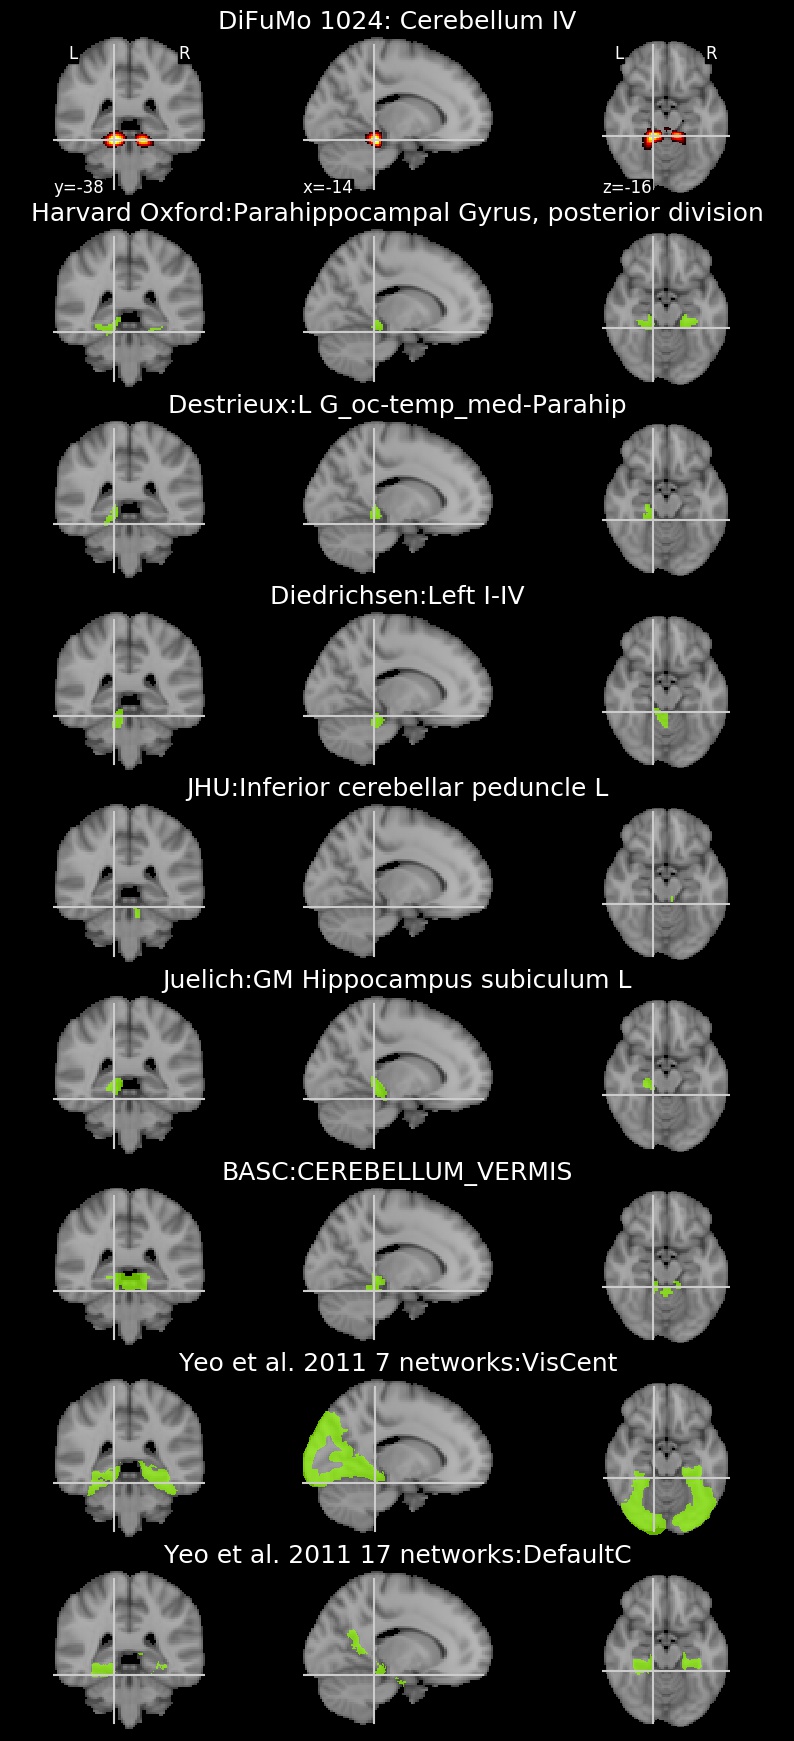 DiFuMo 1024: Cerebellum IV
L R L R
y=-38 x=-14 z=-16
Harvard Oxford:Parahippocampal Gyrus, posterior division
Destrieux:L G_oc-temp_med-Parahip
Diedrichsen:Left I-IV
JHU:Inferior cerebellar peduncle L
Juelich:GM Hippocampus subiculum L
BASC:CEREBELLUM_VERMIS
Yeo et al. 2011 7 networks:VisCent
Yeo et al. 2011 17 networks:DefaultC